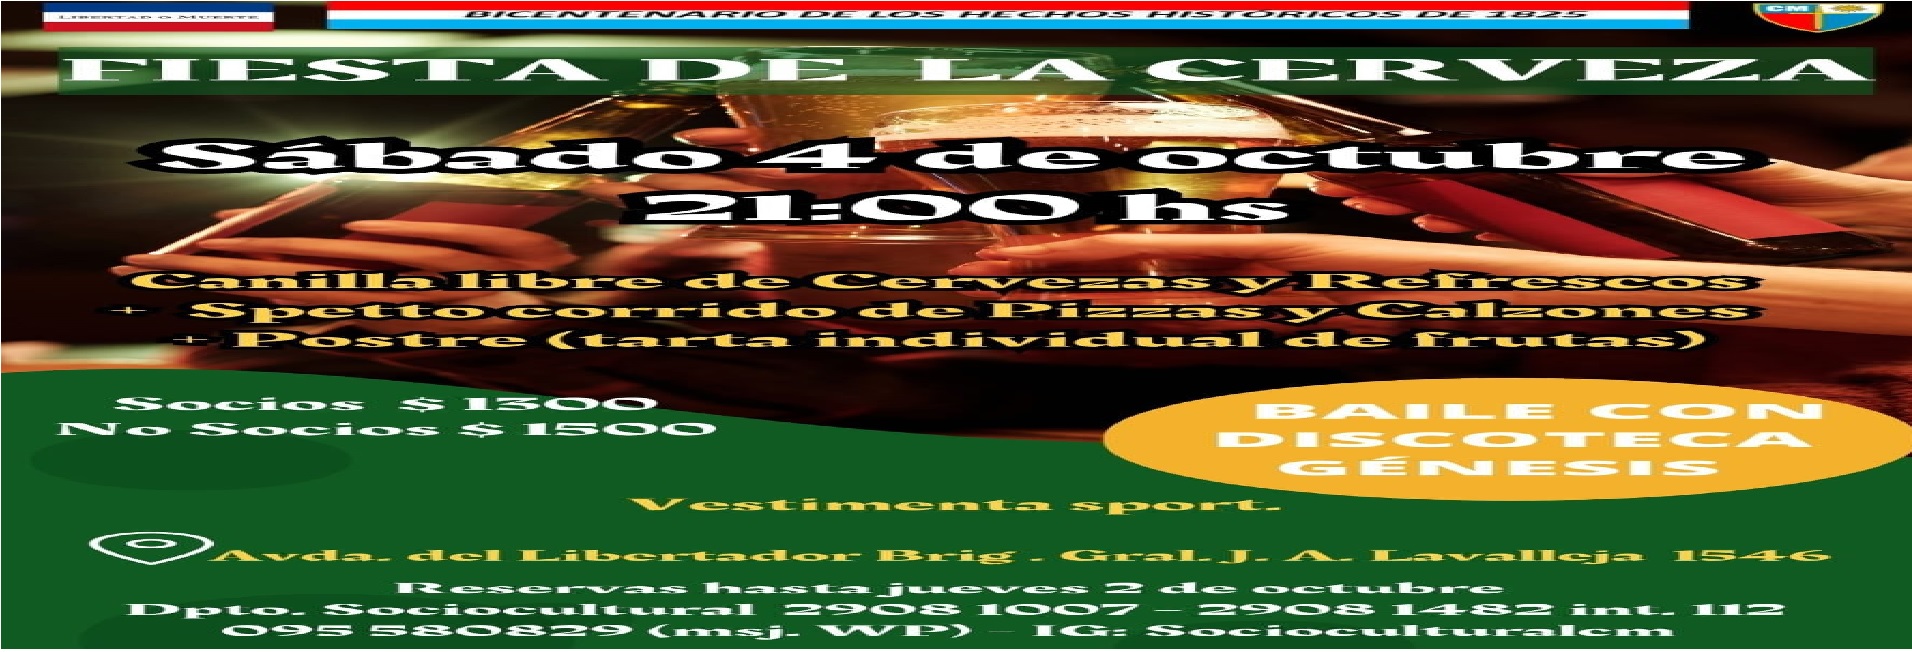 LIBERTAD O MUERTE
BICENTENARIO DE LOS HECHOS HISTÓRICOS DE 1825
CM
FIESTA DE LA CERVEZA
Sábado 4 de octubre
21:00 hs
Canilla libre de Cervezas y Refrescos
+ Spetto corrido de Pizzas y Calzones
+ Postre (tarta individual de frutas)
Socios $ 1300
No Socios $ 1500
BAILE CON
DISCOTECA
GÉNESIS
Vestimenta sport.
Avda. del Libertador Brig . Gral. J. A. Lavalleja 1546
Reservas hasta jueves 2 de octubre
Dpto. Sociocultural 2908 1007 - 2908 1482 int. 112
095 580829 (msj. WP) - IG: Socioculturalcm